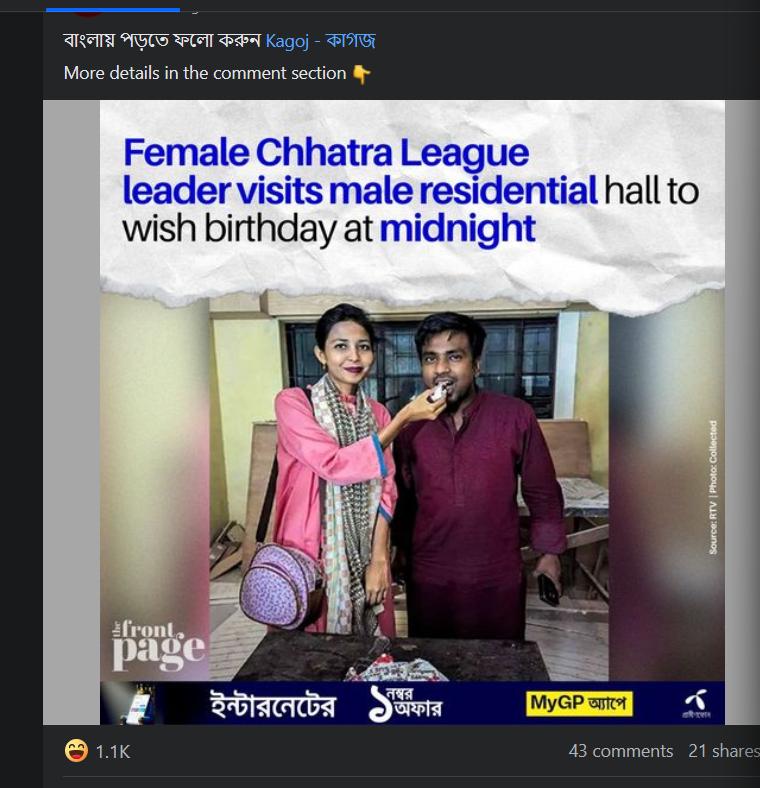 বাংলায় পড়তে ফলো করুন Kagoj - কাগজ
More details in the comment section 👇
Female Chhatra League
leader visits male residential hall to
wish birthday at midnight
Source: RTV | Photo: Collected
the front page
ইন্টারনেটের ১ নম্বর অফার MyGP অ্যাপে
গ্রামীণফোন
1.1K 43 comments 21 shares